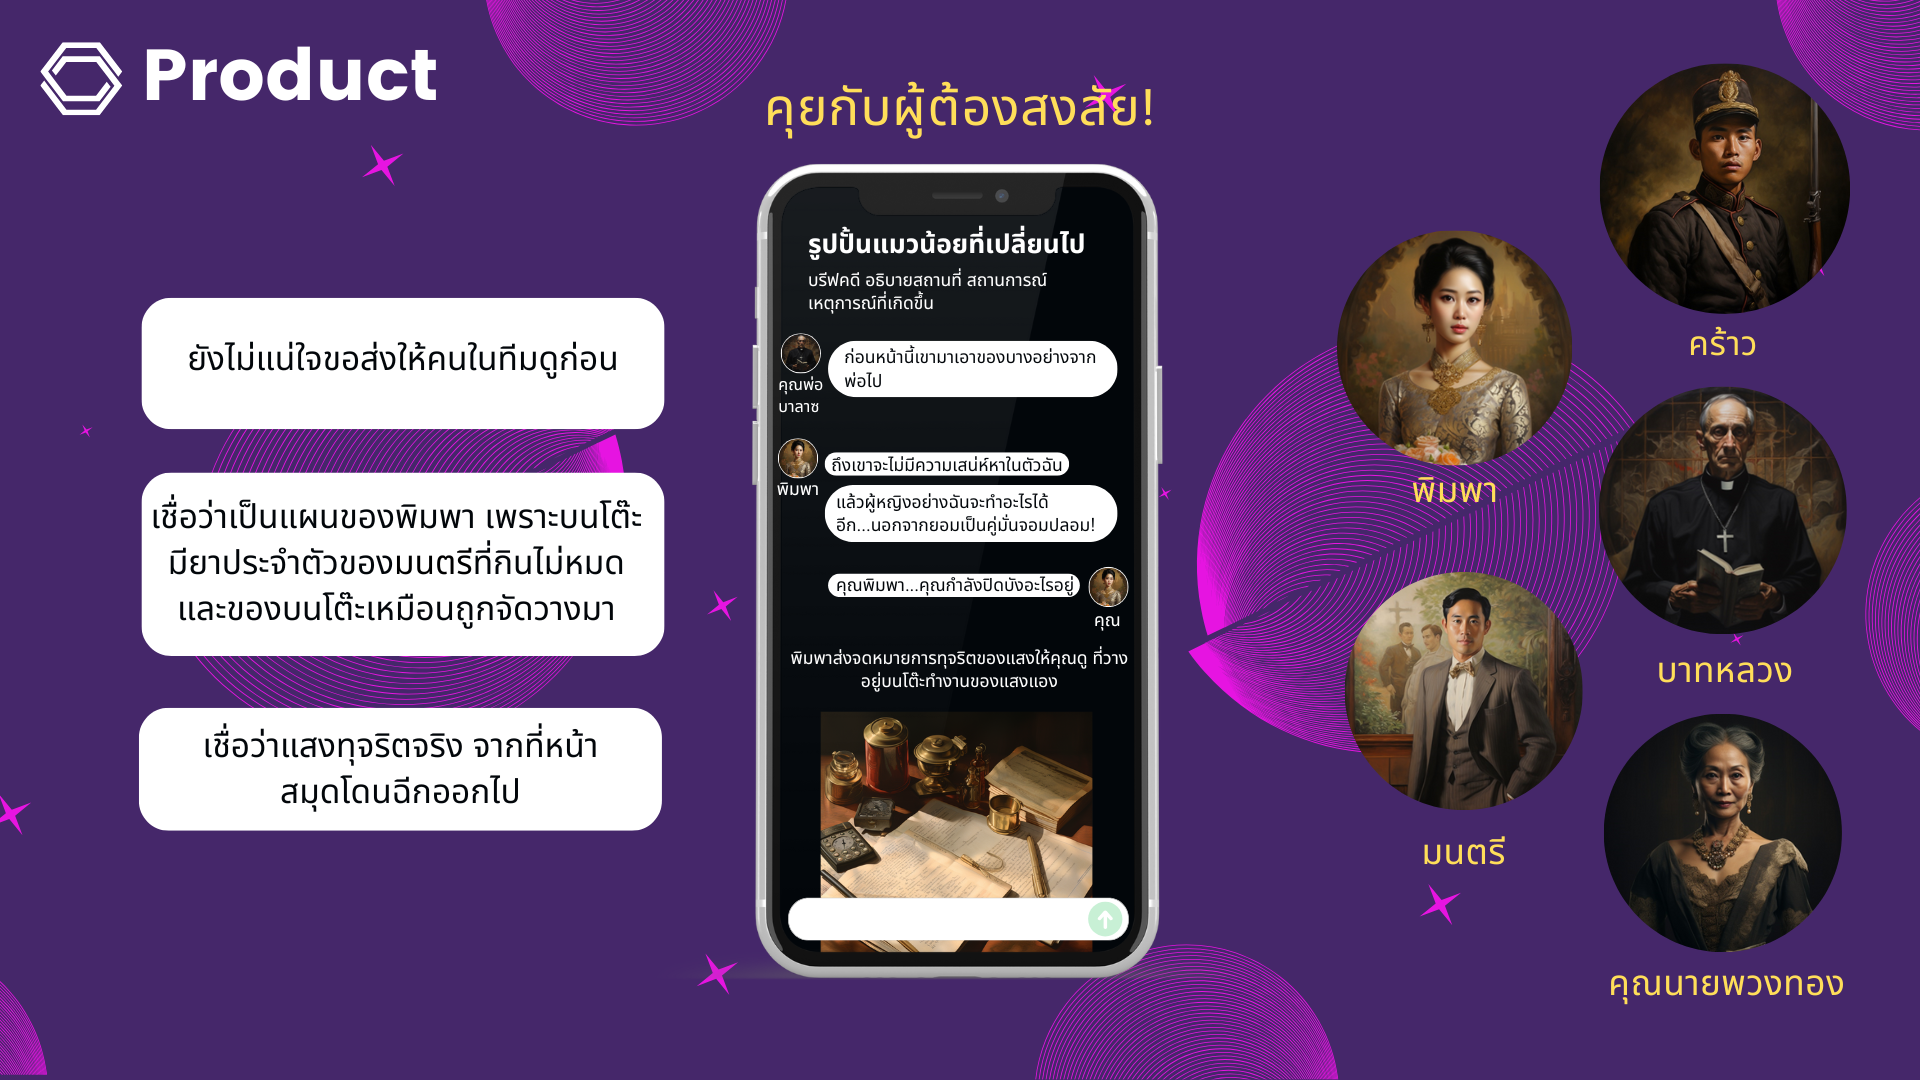 Product
คุยกับผู้ต้องสงสัย!
ยังไม่แน่ใจขอส่งให้คนในทีมดูก่อน
เชื่อว่าเป็นแผนของพิมพา เพราะบนโต๊ะ
มียาประจำตัวของมนตรีที่กินไม่หมด
และของบนโต๊ะเหมือนถูกจัดวางมา
เชื่อว่าแสงทุจริตจริง จากที่หน้า
สมุดโดนฉีกออกไป
รูปปั้นแมวน้อยที่เปลี่ยนไป
บรีฟคดี อธิบายสถานที่ สถานการณ์
เหตุการณ์ที่เกิดขึ้น
ก่อนหน้านี้เขามาเอาของบางอย่างจาก
พ่อไป
คุณพ่อ
บาลาซ
ถึงเขาจะไม่มีความเสน่ห์หาในตัวฉัน
พิมพา
แล้วผู้หญิงอย่างฉันจะทำอะไรได้
อีก...นอกจากยอมเป็นคู่มั่นจอมปลอม!
คุณพิมพา...คุณกำลังปิดบังอะไรอยู่
คุณ
พิมพาส่งจดหมายการทุจริตของแสงให้คุณดู ที่วาง
อยู่บนโต๊ะทำงานของแสงแอง
คร้าว
พิมพา
บาทหลวง
มนตรี
คุณนายพวงทอง